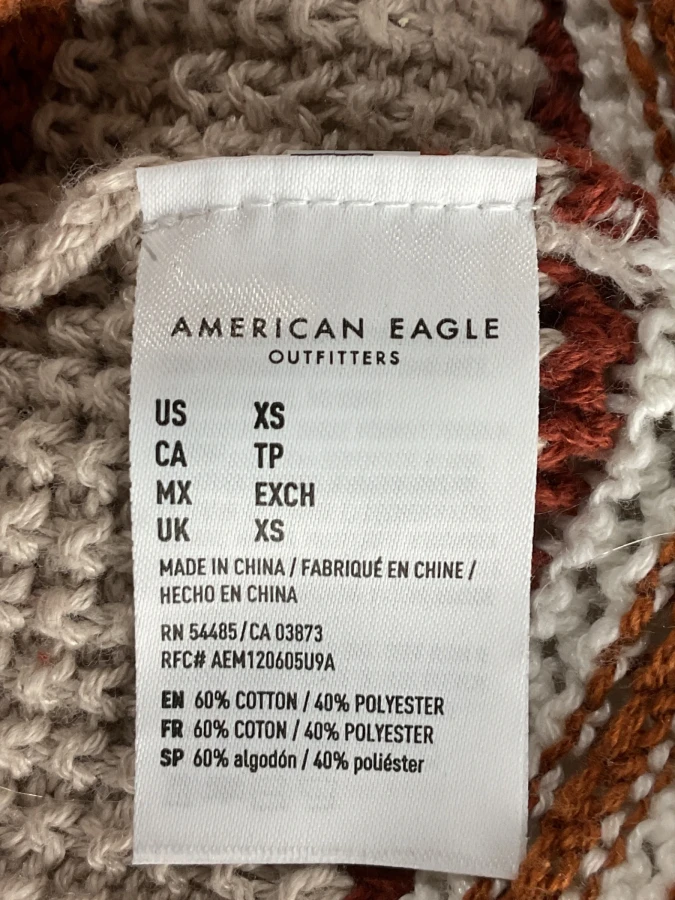 AMERICAN EAGLE
OUTFITTERS
US XS
CA TP
MX EXCH
UK XS
MADE IN CHINA / FABRIQUÉ EN CHINE /
HECHO EN CHINA
RN 54485/CA 03873
RFC# AEM120605U9A
EN 60% COTTON / 40% POLYESTER
FR 60% COTON / 40% POLYESTER
SP 60% algodón / 40% poliéster